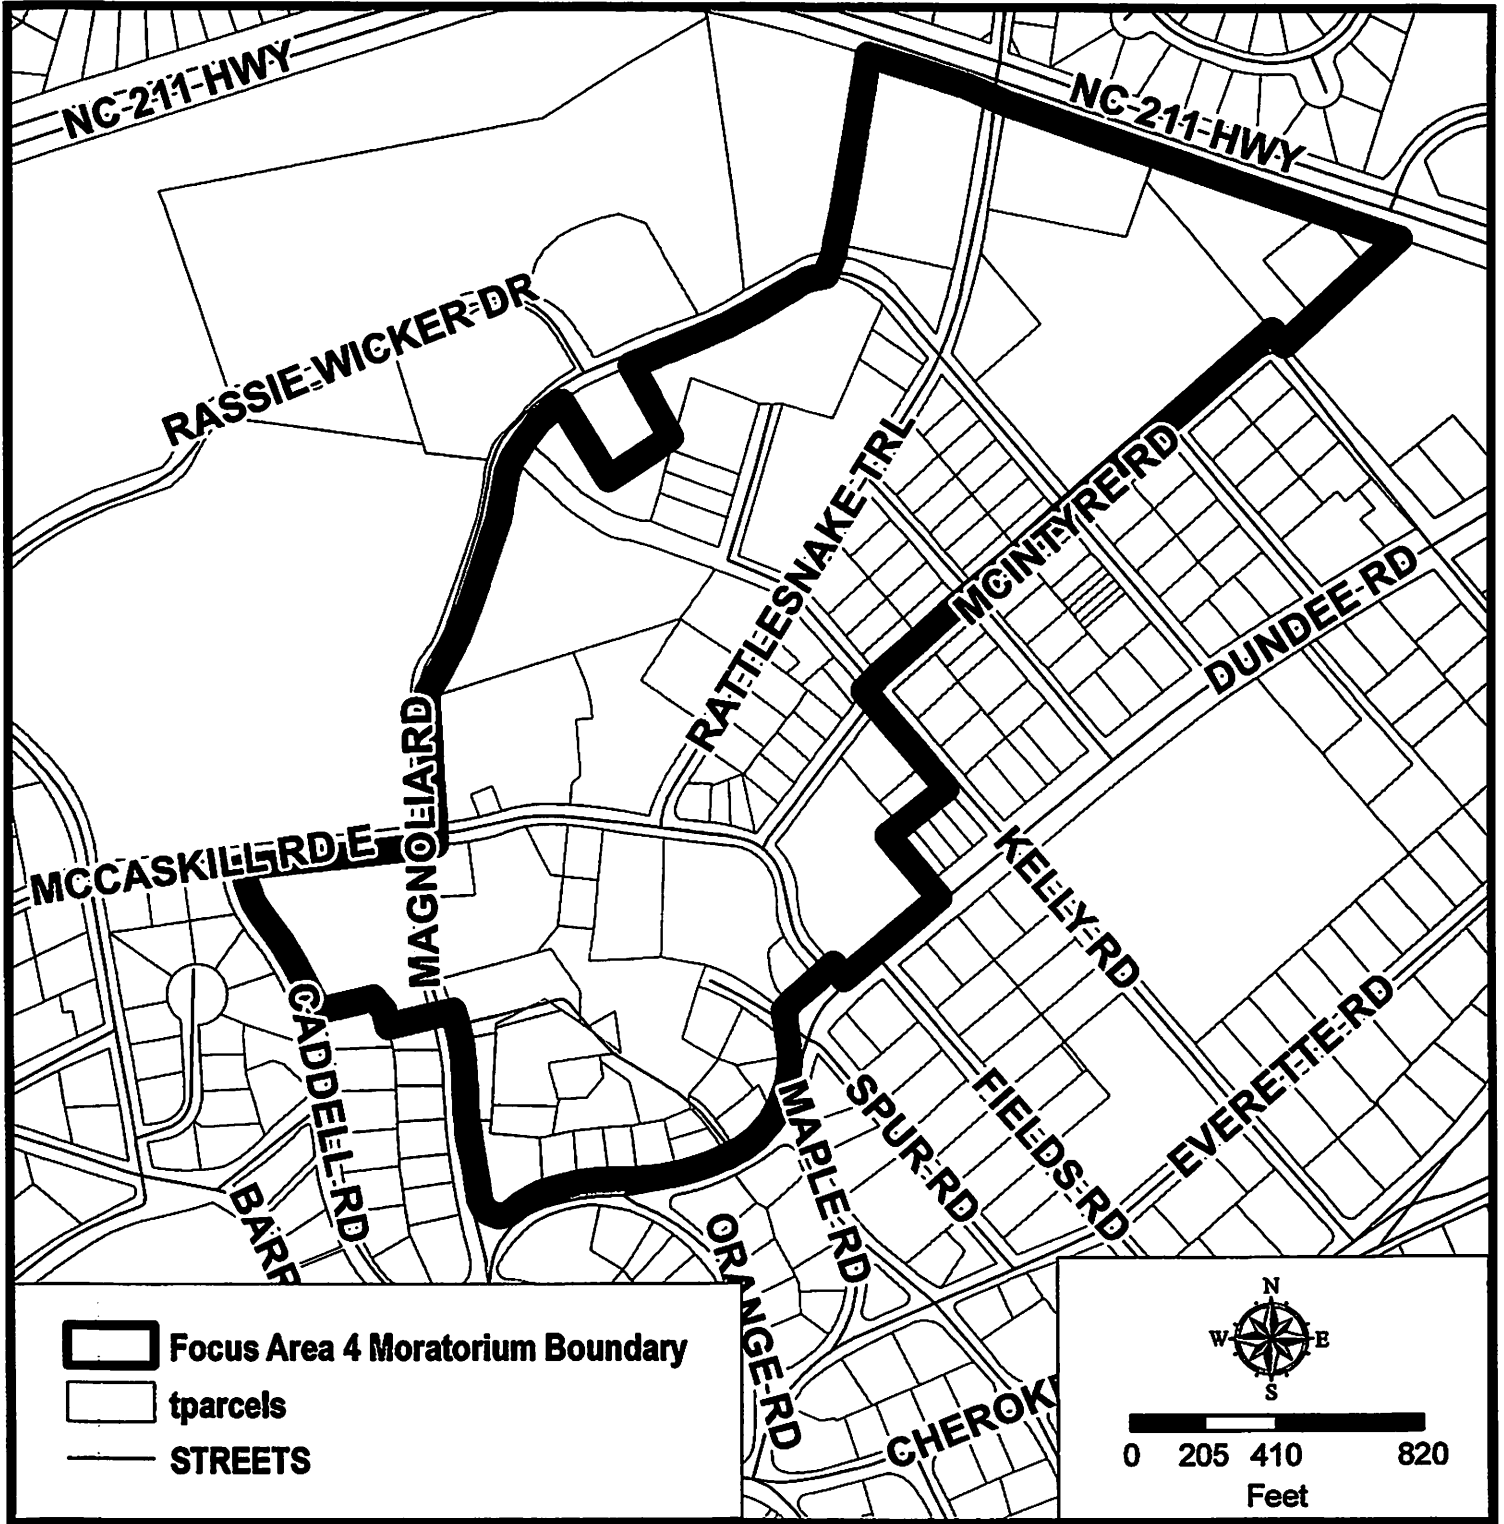 NC 211 HWY
NC 211 HWY
RASSIE WICKER DR
RATTLESNAKE TRL
MCINTYRE RD
DUNDEE RD
MAGNOLIA RD
MCCASKILL RD E
KELLY RD
CADDELL RD
MAPLE RD
SPUR RD
FIELDS RD
EVERETTE RD
BARR
ORANGE RD
CHEROK
Focus Area 4 Moratorium Boundary
tparcels
STREETS
N
W E
S
0 205 410 820
Feet